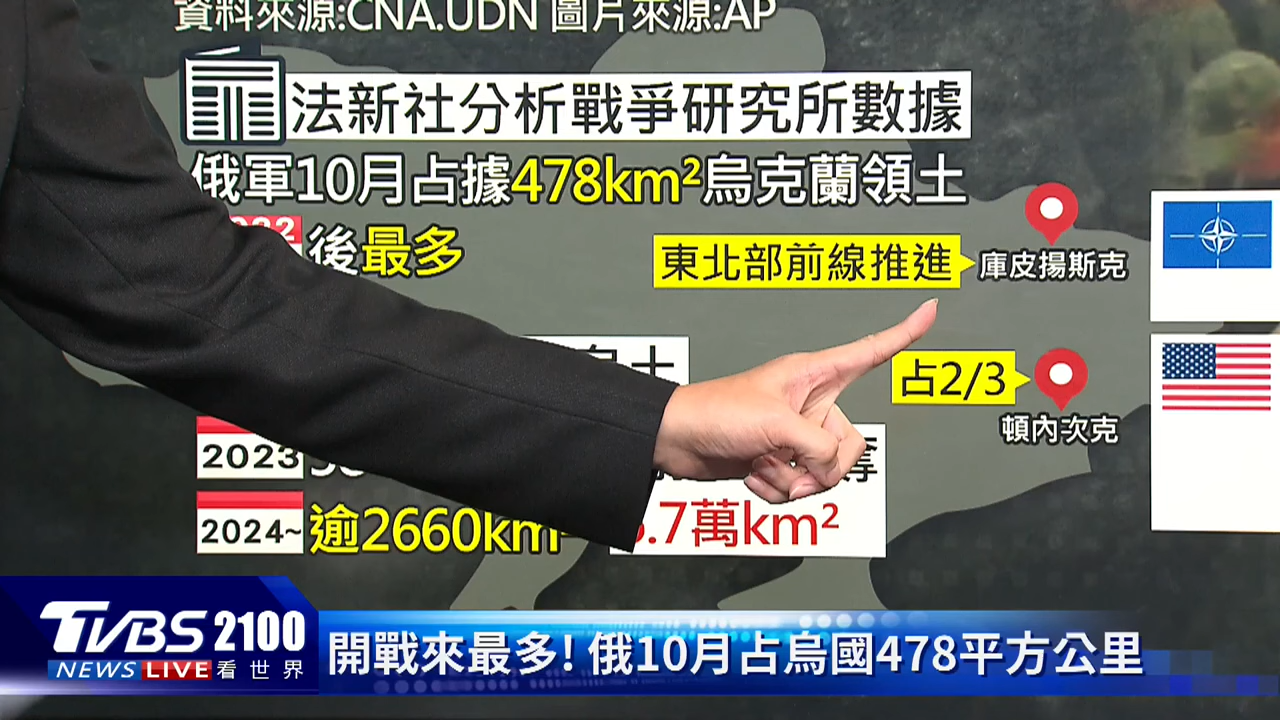 資料來源:CNA.UDN 圖片來源:AP
法新社分析戰爭研究所數據
俄軍10月占據478km²烏克蘭領土
後最多
東北部前線推進
庫皮揚斯克
占2/3
頓內次克
2023
2024~
逾2660km²
.7萬km²
TVBS 2100
NEWS LIVE 看世界
開戰來最多! 俄10月占烏國478平方公里